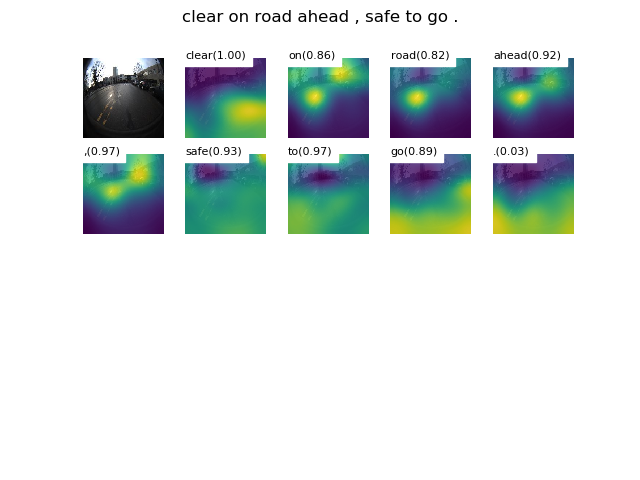 clear on road ahead , safe to go .
clear(1.00) on(0.86) road(0.82) ahead(0.92)
,(0.97) safe(0.93) to(0.97) go(0.89) .(0.03)